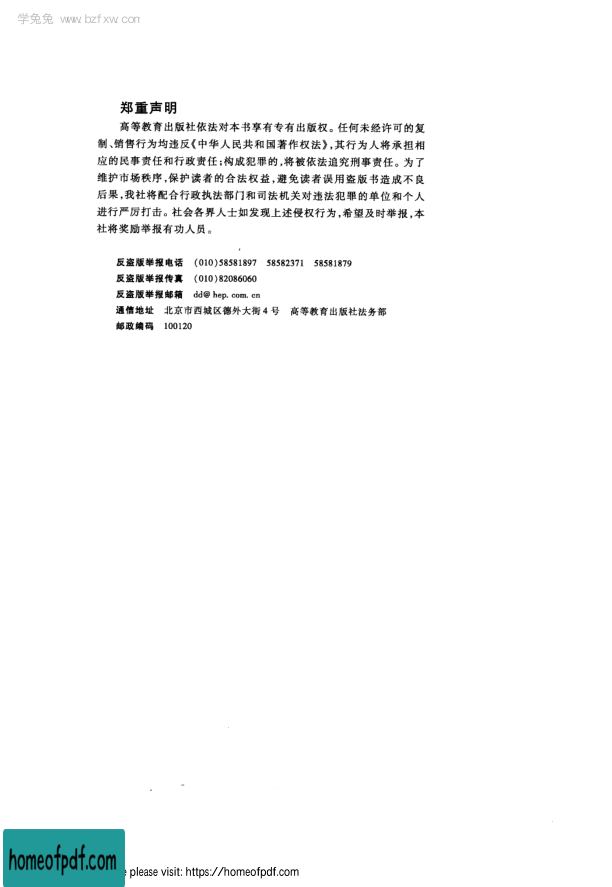 学兔兔 www.bzfxw.com
郑重声明
高等教育出版社依法对本书享有专有出版权。任何未经许可的复
制、销售行为均违反《中华人民共和国著作权法》,其行为人将承担相
应的民事责任和行政责任;构成犯罪的,将被依法追究刑事责任。为了
维护市场秩序,保护读者的合法权益,避免读者误用盗版书造成不良
后果,我社将配合行政执法部门和司法机关对违法犯罪的单位和个人
进行严厉打击。社会各界人士如发现上述侵权行为,希望及时举报,本
社将奖励举报有功人员。
反盗版举报电话 (010)58581897 58582371 58581879
反盗版举报传真 (010)82086060
反盗版举报邮箱 dd@hep.com.cn
通信地址 北京市西城区德外大街4号 高等教育出版社法务部
邮政编码 100120
homeofpdf.com
please visit: https://homeofpdf.com